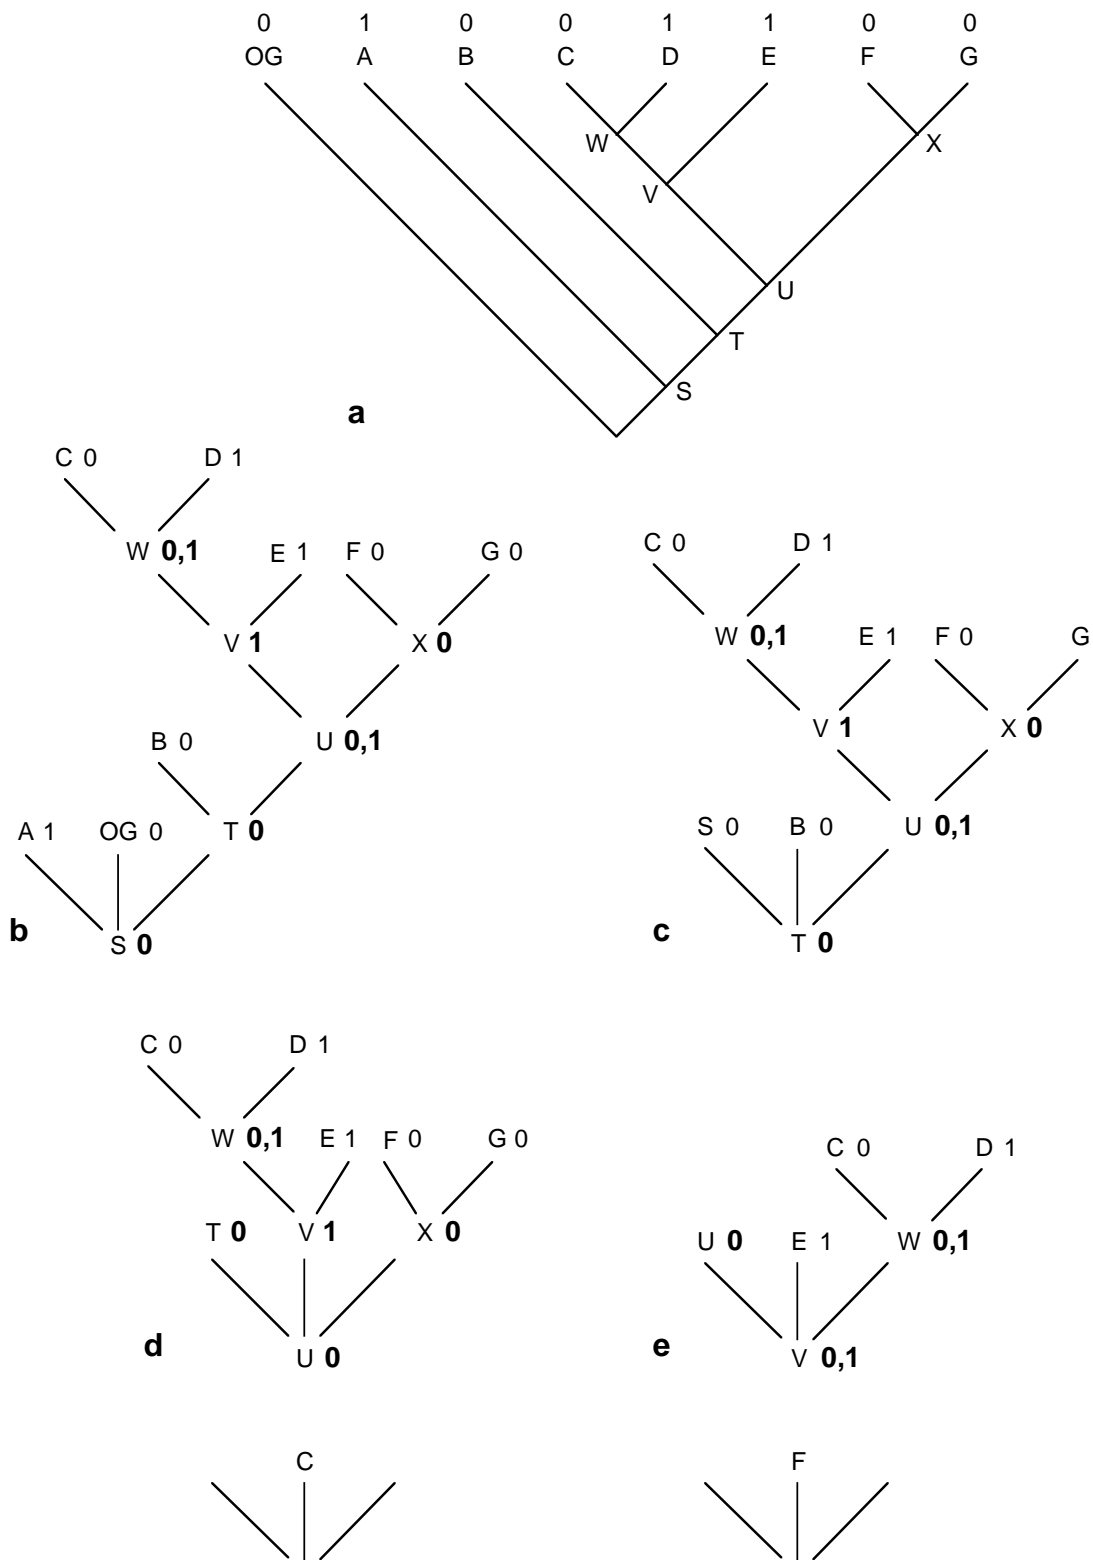 0 1 0 0 1 1 0 0
OG A B C D E F G
W X
V
U
T
S
a
C 0 D 1
W 0,1 E 1 F 0 G 0
V 1 X 0
B 0 U 0,1
A 1 OG 0 T 0
b
S 0
C 0 D 1
W 0,1 E 1 F 0 G
V 1 X 0
S 0 B 0 U 0,1
c
T 0
C 0 D 1
W 0,1 E 1 F 0 G 0
T 0 V 1 X 0
d
U 0
C 0 D 1
U 0 E 1 W 0,1
e
V 0,1
C
F